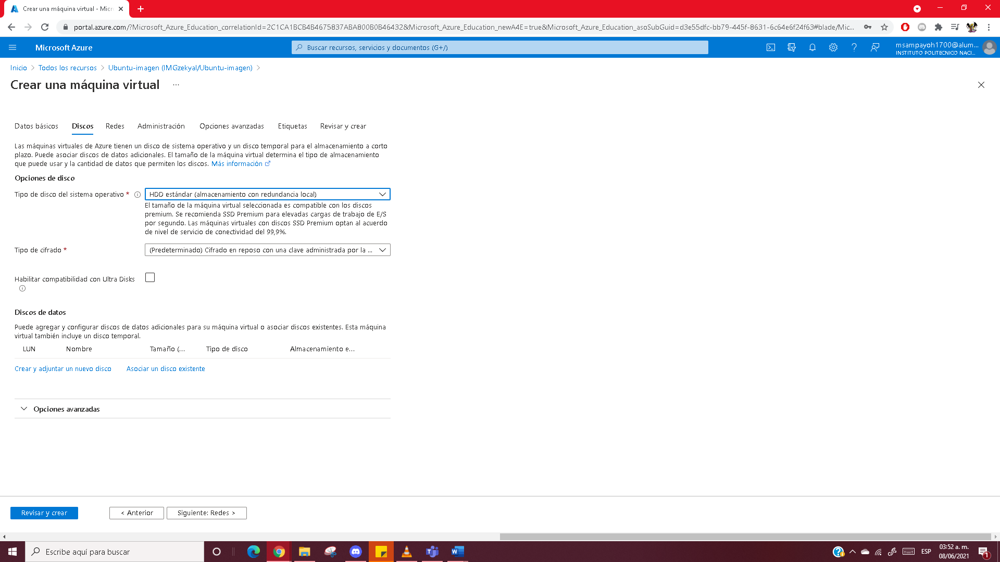 Crear una máquina virtual - Micr
portal.azure.com/?Microsoft_Azure_Education_correlationId=2C1CA1BCB4B4675837ABA800B0B46432&Microsoft_Azure_Education_newA4E=true&Microsoft_Azure_Education_asoSubGuid=d3e55dfc-bb79-445f-8631-6c64e6f24f63#blade/Mic...
Microsoft Azure
Buscar recursos, servicios y documentos (G+/)
msampayoh1700@alum...
INSTITUTO POLITECNICO NACI...
Inicio > Todos los recursos > Ubuntu-imagen (IMGzekyal/Ubuntu-imagen) >
Crear una máquina virtual ...
Datos básicos Discos Redes Administración Opciones avanzadas Etiquetas Revisar y crear
Las máquinas virtuales de Azure tienen un disco de sistema operativo y un disco temporal para el almacenamiento a corto
plazo. Puede asociar discos de datos adicionales. El tamaño de la máquina virtual determina el tipo de almacenamiento
que puede usar y la cantidad de datos que permiten los discos. Más información
Opciones de disco
Tipo de disco del sistema operativo * HDD estándar (almacenamiento con redundancia local)
El tamaño de la máquina virtual seleccionada es compatible con los discos
premium. Se recomienda SSD Premium para elevadas cargas de trabajo de E/S
por segundo. Las máquinas virtuales con discos SSD Premium optan al acuerdo
de nivel de servicio de conectividad del 99,9%.
Tipo de cifrado * (Predeterminado) Cifrado en reposo con una clave administrada por la ...
Habilitar compatibilidad con Ultra Disks
Discos de datos
Puede agregar y configurar discos de datos adicionales para su máquina virtual o asociar discos existentes. Esta máquina
virtual también incluye un disco temporal.
LUN Nombre Tamaño (... Tipo de disco Almacenamiento e...
Crear y adjuntar un nuevo disco Asociar un disco existente
Opciones avanzadas
Revisar y crear < Anterior Siguiente: Redes >
Escribe aquí para buscar
ESP
03:52 a. m.
08/06/2021
1